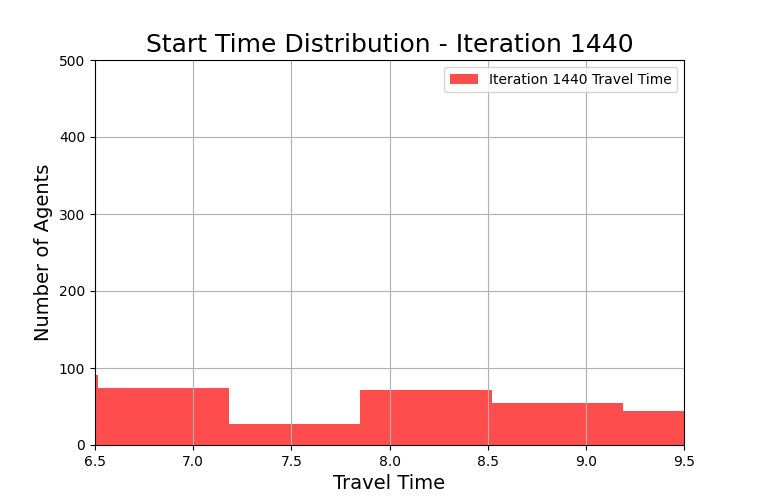 Start Time Distribution - Iteration 1440
Iteration 1440 Travel Time
Number of Agents
500
400
300
200
100
0
6.5 7.0 7.5 8.0 8.5 9.0 9.5
Travel Time